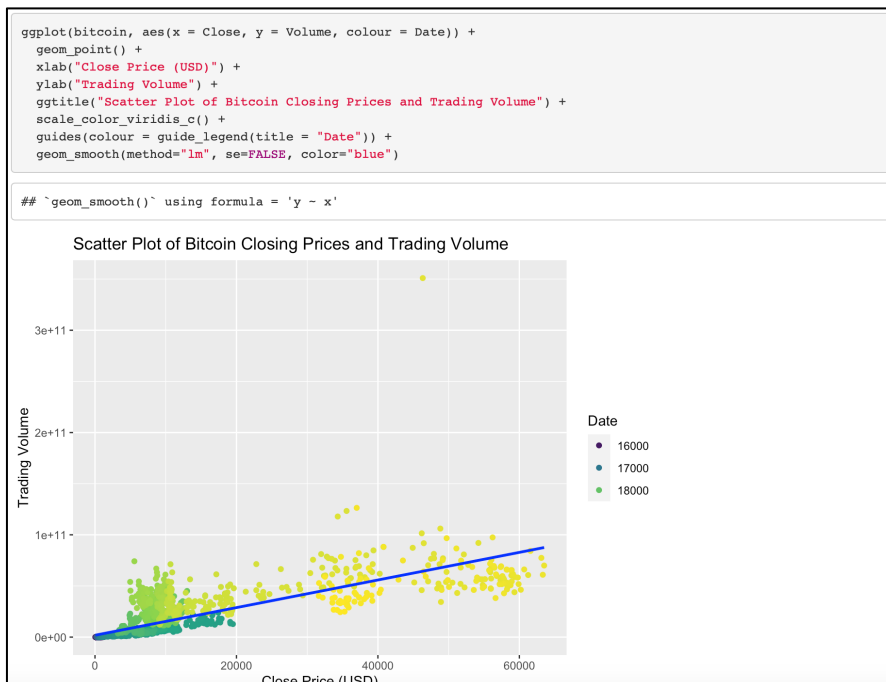 ggplot(bitcoin, aes(x = Close, y = Volume, colour = Date)) +
  geom_point() +
  xlab("Close Price (USD)") +
  ylab("Trading Volume") +
  ggtitle("Scatter Plot of Bitcoin Closing Prices and Trading Volume") +
  scale_color_viridis_c() +
  guides(colour = guide_legend(title = "Date")) +
  geom_smooth(method="lm", se=FALSE, color="blue")
## `geom_smooth()` using formula = 'y ~ x'
Scatter Plot of Bitcoin Closing Prices and Trading Volume
Trading Volume
3e+11
2e+11
1e+11
0e+00
0 20000 40000 60000
Close Price (USD)
Date
16000
17000
18000